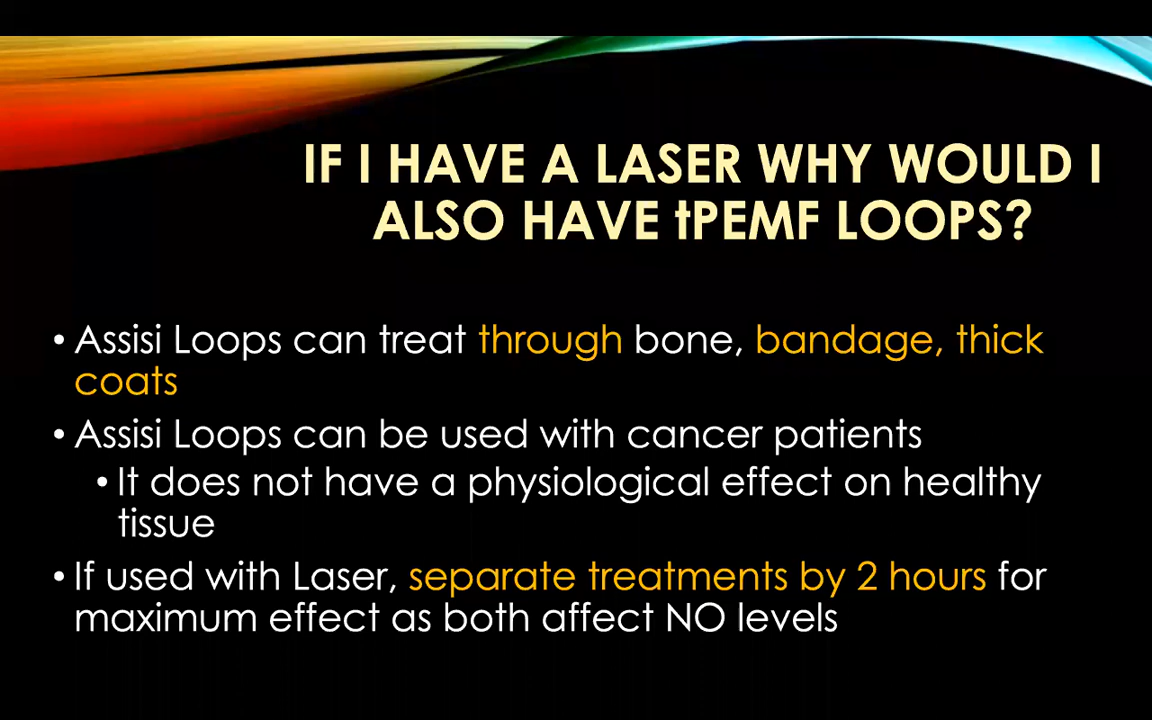 IF I HAVE A LASER WHY WOULD I
ALSO HAVE tPEMF LOOPS?
• Assisi Loops can treat through bone, bandage, thick
coats
• Assisi Loops can be used with cancer patients
• It does not have a physiological effect on healthy
tissue
• If used with Laser, separate treatments by 2 hours for
maximum effect as both affect NO levels